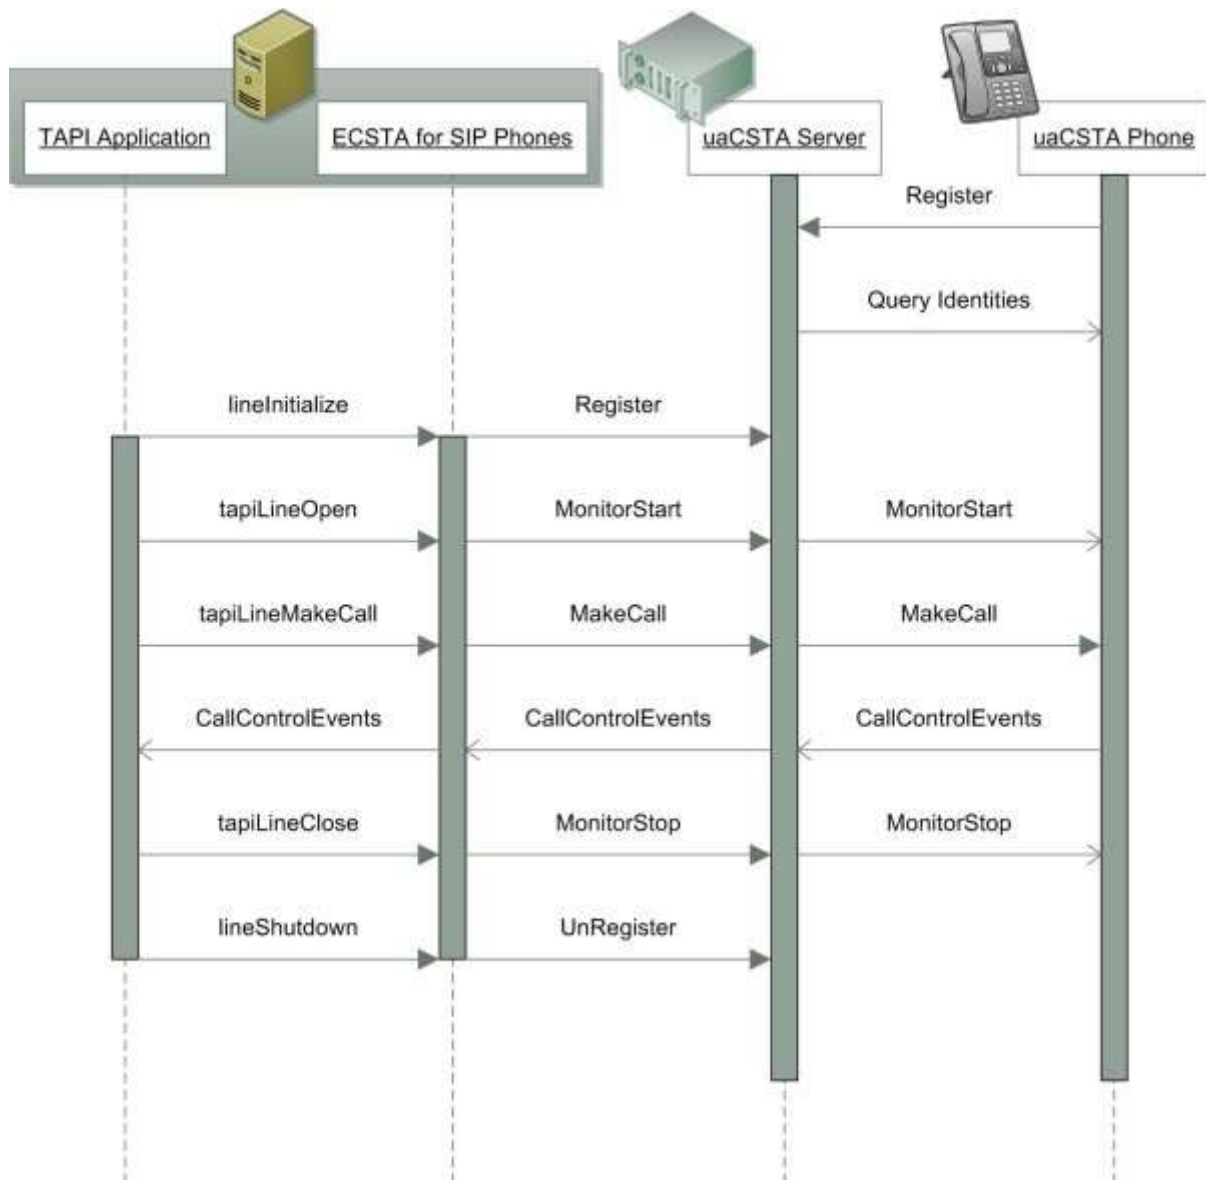 TAPI Application
ECSTA for SIP Phones
uaCSTA Server
uaCSTA Phone
Register
Query Identities
lineInitialize
Register
tapiLineOpen
MonitorStart
MonitorStart
tapiLineMakeCall
MakeCall
MakeCall
CallControlEvents
CallControlEvents
CallControlEvents
tapiLineClose
MonitorStop
MonitorStop
lineShutdown
UnRegister